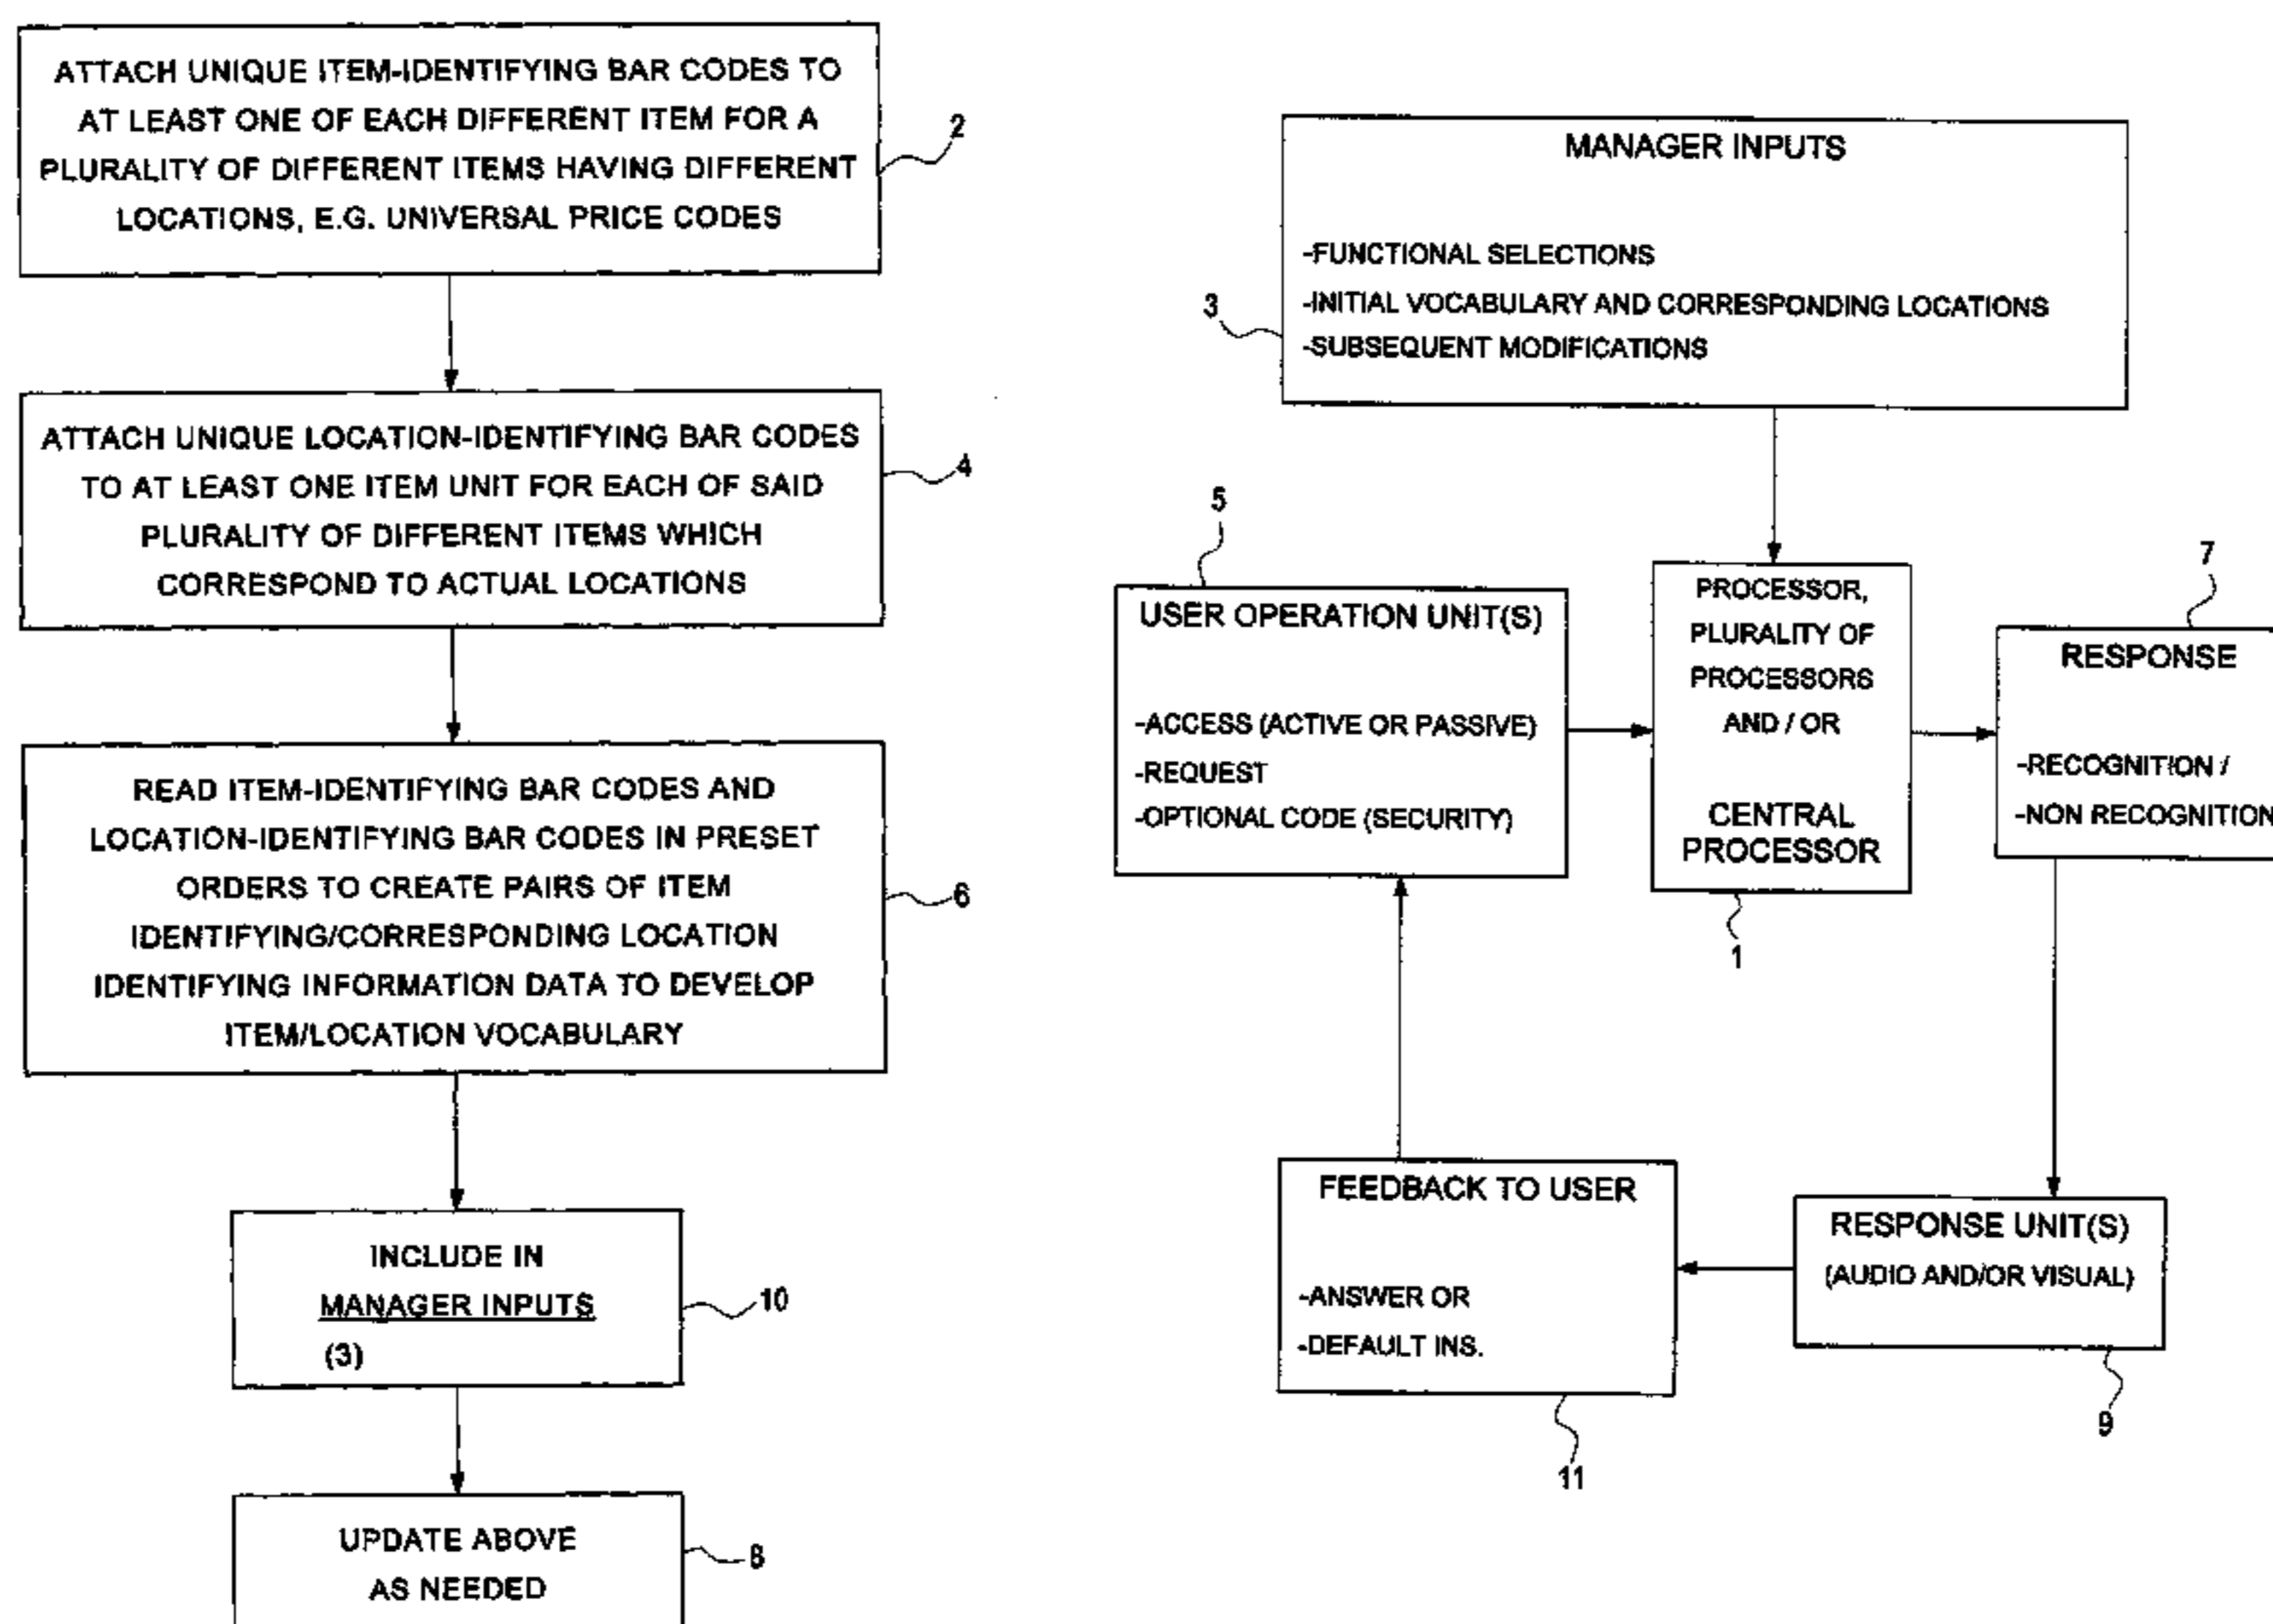 ATTACH UNIQUE ITEM-IDENTIFYING BAR CODES TO
AT LEAST ONE OF EACH DIFFERENT ITEM FOR A
PLURALITY OF DIFFERENT ITEMS HAVING DIFFERENT
LOCATIONS, E.G. UNIVERSAL PRICE CODES
2
ATTACH UNIQUE LOCATION-IDENTIFYING BAR CODES
TO AT LEAST ONE ITEM UNIT FOR EACH OF SAID
PLURALITY OF DIFFERENT ITEMS WHICH
CORRESPOND TO ACTUAL LOCATIONS
4
READ ITEM-IDENTIFYING BAR CODES AND
LOCATION-IDENTIFYING BAR CODES IN PRESET
ORDERS TO CREATE PAIRS OF ITEM
IDENTIFYING/CORRESPONDING LOCATION
IDENTIFYING INFORMATION DATA TO DEVELOP
ITEM/LOCATION VOCABULARY
6
INCLUDE IN
MANAGER INPUTS
(3)
10
UPDATE ABOVE
AS NEEDED
8
MANAGER INPUTS
-FUNCTIONAL SELECTIONS
-INITIAL VOCABULARY AND CORRESPONDING LOCATIONS
-SUBSEQUENT MODIFICATIONS
3
5
USER OPERATION UNIT(S)
-ACCESS (ACTIVE OR PASSIVE)
-REQUEST
-OPTIONAL CODE (SECURITY)
PROCESSOR,
PLURALITY OF
PROCESSORS
AND / OR
CENTRAL
PROCESSOR
1
7
RESPONSE
-RECOGNITION /
-NON RECOGNITION
FEEDBACK TO USER
-ANSWER OR
-DEFAULT INS.
11
RESPONSE UNIT(S)
(AUDIO AND/OR VISUAL)
9